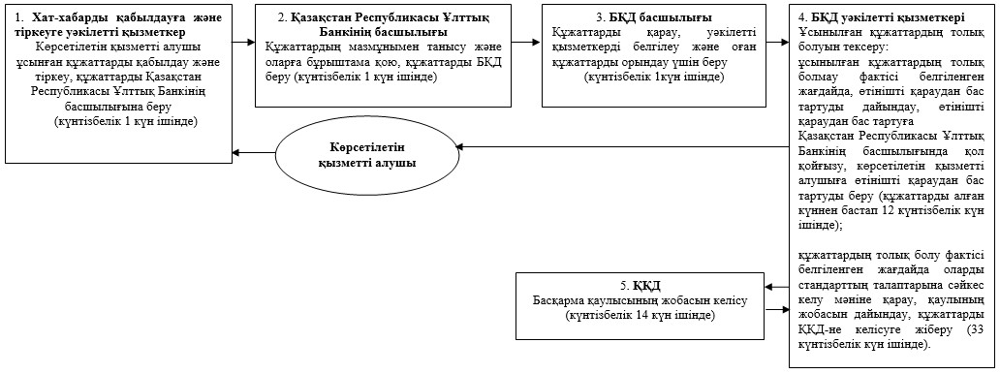 1. Хат-хабарды қабылдауға және
тіркеуге уәкілетті қызметкер
Көрсетілетін қызметті алушы
ұсынған құжаттарды қабылдау және
тіркеу, құжаттарды Қазақстан
Республикасы Ұлттық Банкінің
басшылығына беру
(күнтізбелік 1 күн ішінде)
2. Қазақстан Республикасы Ұлттық
Банкінің басшылығы
Құжаттардың мазмұнымен танысу және
оларға бұрыштама қою, құжаттарды БҚД
беру (күнтізбелік 1 күн ішінде)
3. БҚД басшылығы
Құжаттарды қарау, уәкілетті
қызметкерді белгілеу және оған
құжаттарды орындау үшін беру
(күнтізбелік 1күн ішінде)
4. БҚД уәкілетті қызметкері
Ұсынылған құжаттардың толық
болуын тексеру:
ұсынылған құжаттардың толық
болмау фактісі белгіленген
жағдайда, өтінішті қараудан бас
тартуды дайындау, өтінішті
қараудан бас тартуға
Қазақстан Республикасы Ұлттық
Банкінің басшылығында қол
қойғызу, көрсетілетін қызметті
алушыға өтінішті қараудан бас
тартуды беру (құжаттарды алған
күннен бастап 12 күнтізбелік күн
ішінде);
құжаттардың толық болу фактісі
белгіленген жағдайда оларды
стандарттың талаптарына сәйкес
келу мәніне қарау, қаулының
жобасын дайындау, құжаттарды
ҚҚД-не келісуге жіберу (33
күнтізбелік күн ішінде).
Көрсетілетін
қызметті алушы
5. ҚҚД
Басқарма қаулысының жобасын келісу
(күнтізбелік 14 күн ішінде)